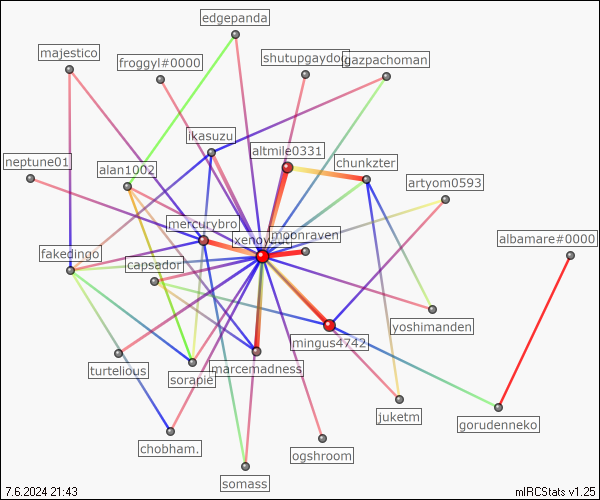 edgepanda
majestico
froggyl#0000
shutupgaydog
gazpachoman
ikasuzu
altmile0331
neptune01
alan1002
chunkzter
artyom0593
mercurybro
xenoyaut
moonraven
albamare#0000
fakedingo
capsador
yoshimanden
mingus4742
turtelious
sorapie
marcemadness
juketm
gorudenneko
chobham.
ogshroom
somass
7.6.2024 21:43
mIRCStats v1.25